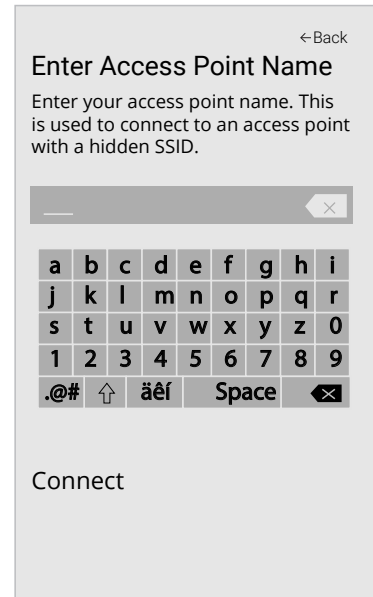 ←Back
Enter Access Point Name
Enter your access point name. This
is used to connect to an access point
with a hidden SSID.
a b c d e f g h i
j k l m n o p q r
s t u v w x y z 0
1 2 3 4 5 6 7 8 9
.@# äêí Space
Connect